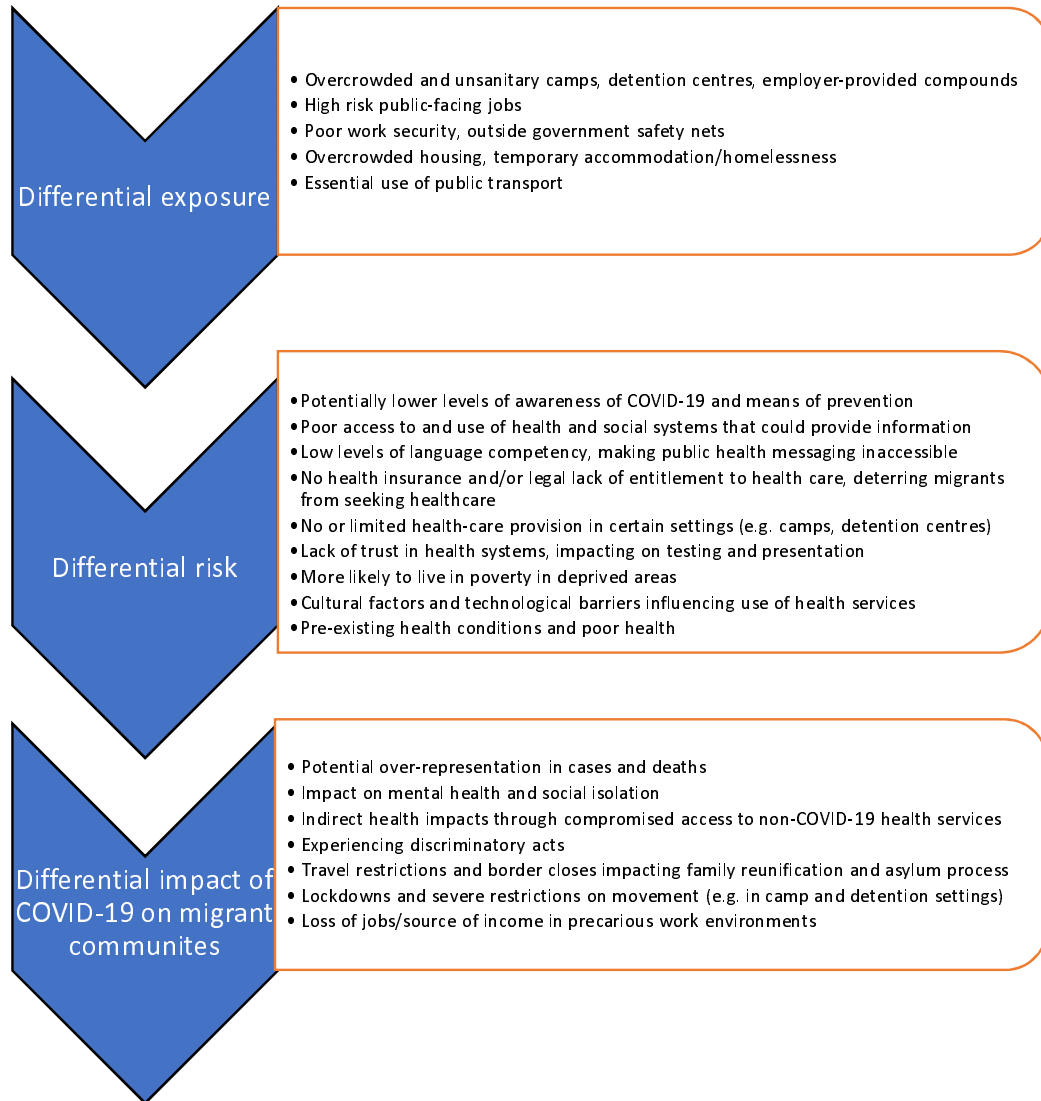 Differential exposure
• Overcrowded and unsanitary camps, detention centres, employer-provided compounds
• High risk public-facing jobs
• Poor work security, outside government safety nets
• Overcrowded housing, temporary accommodation/homelessness
• Essential use of public transport
Differential risk
• Potentially lower levels of awareness of COVID-19 and means of prevention
• Poor access to and use of health and social systems that could provide information
• Low levels of language competency, making public health messaging inaccessible
• No health insurance and/or legal lack of entitlement to health care, deterring migrants
from seeking healthcare
• No or limited health-care provision in certain settings (e.g. camps, detention centres)
• Lack of trust in health systems, impacting on testing and presentation
• More likely to live in poverty in deprived areas
• Cultural factors and technological barriers influencing use of health services
• Pre-existing health conditions and poor health
Differential impact of
COVID-19 on migrant
communites
• Potential over-representation in cases and deaths
• Impact on mental health and social isolation
• Indirect health impacts through compromised access to non-COVID-19 health services
• Experiencing discriminatory acts
• Travel restrictions and border closes impacting family reunification and asylum process
• Lockdowns and severe restrictions on movement (e.g. in camp and detention settings)
• Loss of jobs/source of income in precarious work environments